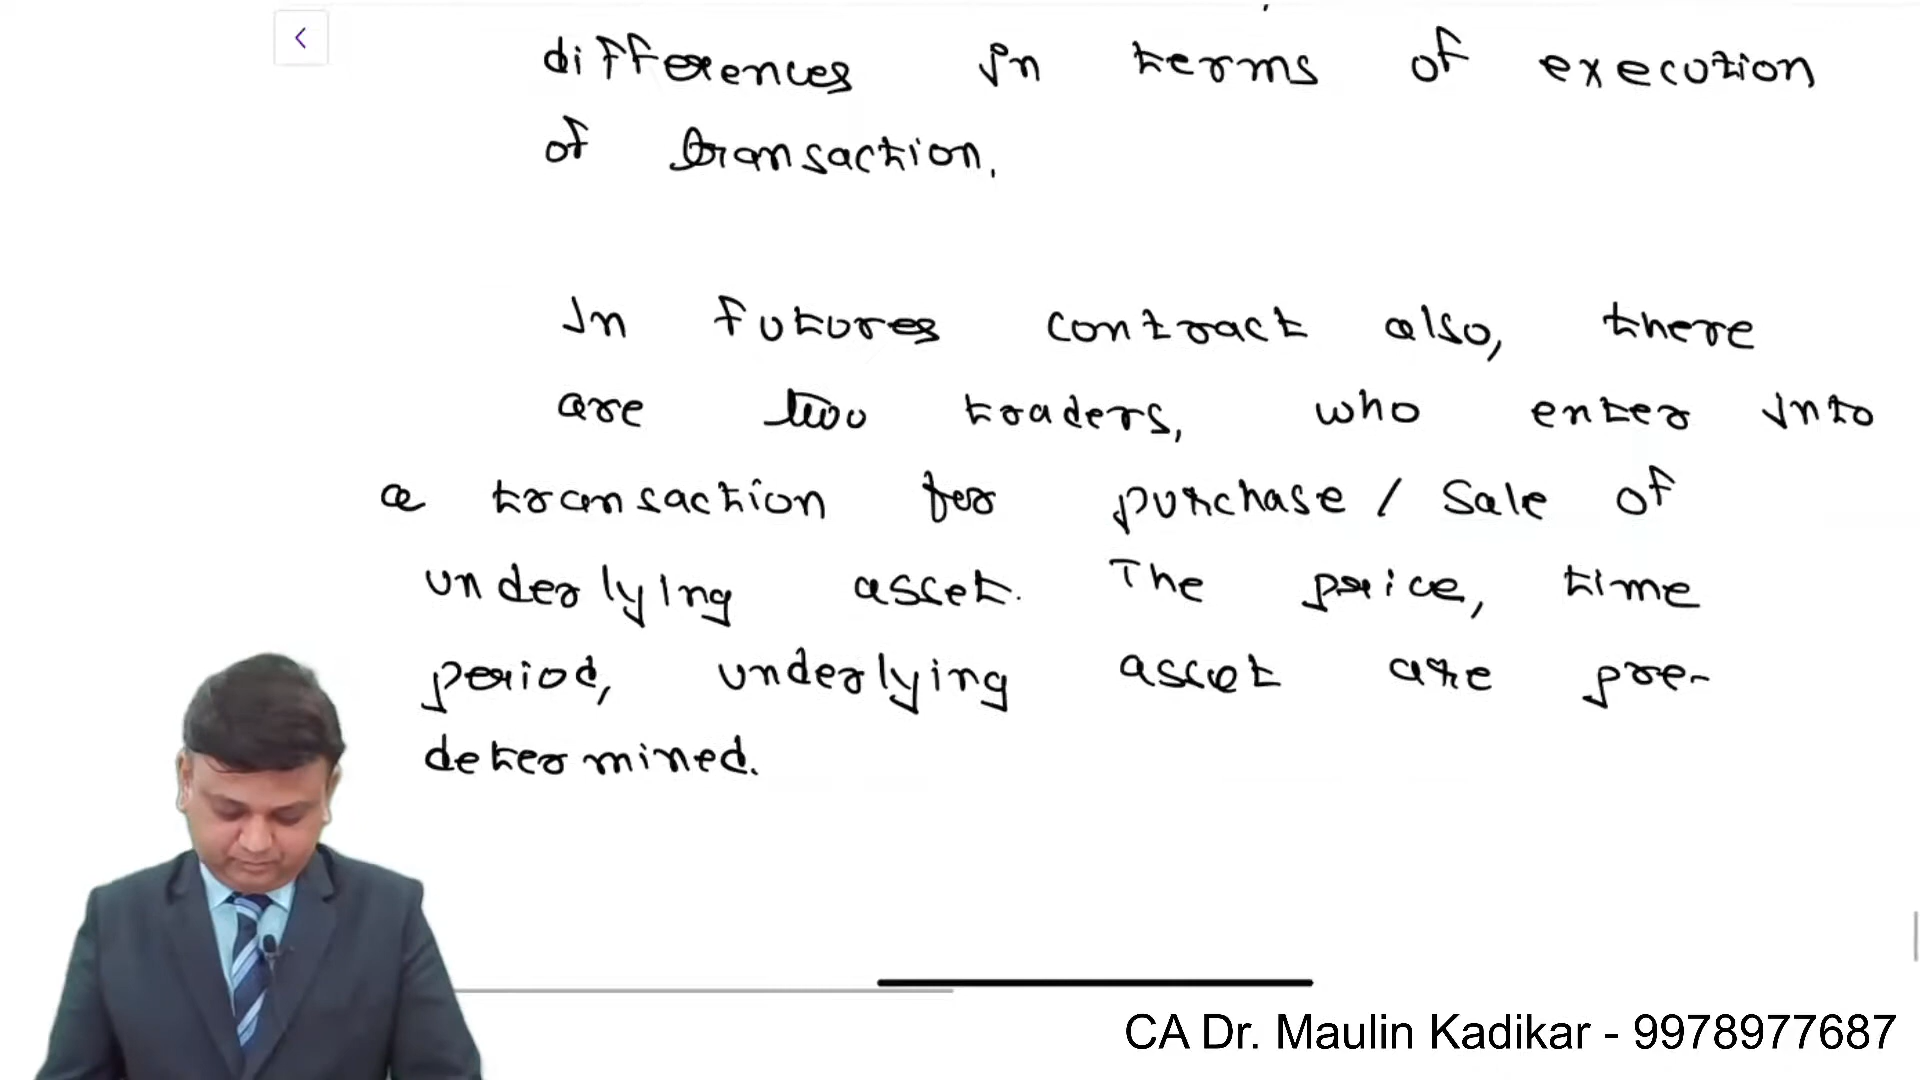 differences in terms of execution
of transaction.
In futures contract also, there
are two traders, who enter into
a transaction for purchase / Sale of
underlying asset. The price, time
period, underlying asset are pre-
determined.
CA Dr. Maulin Kadikar - 9978977687